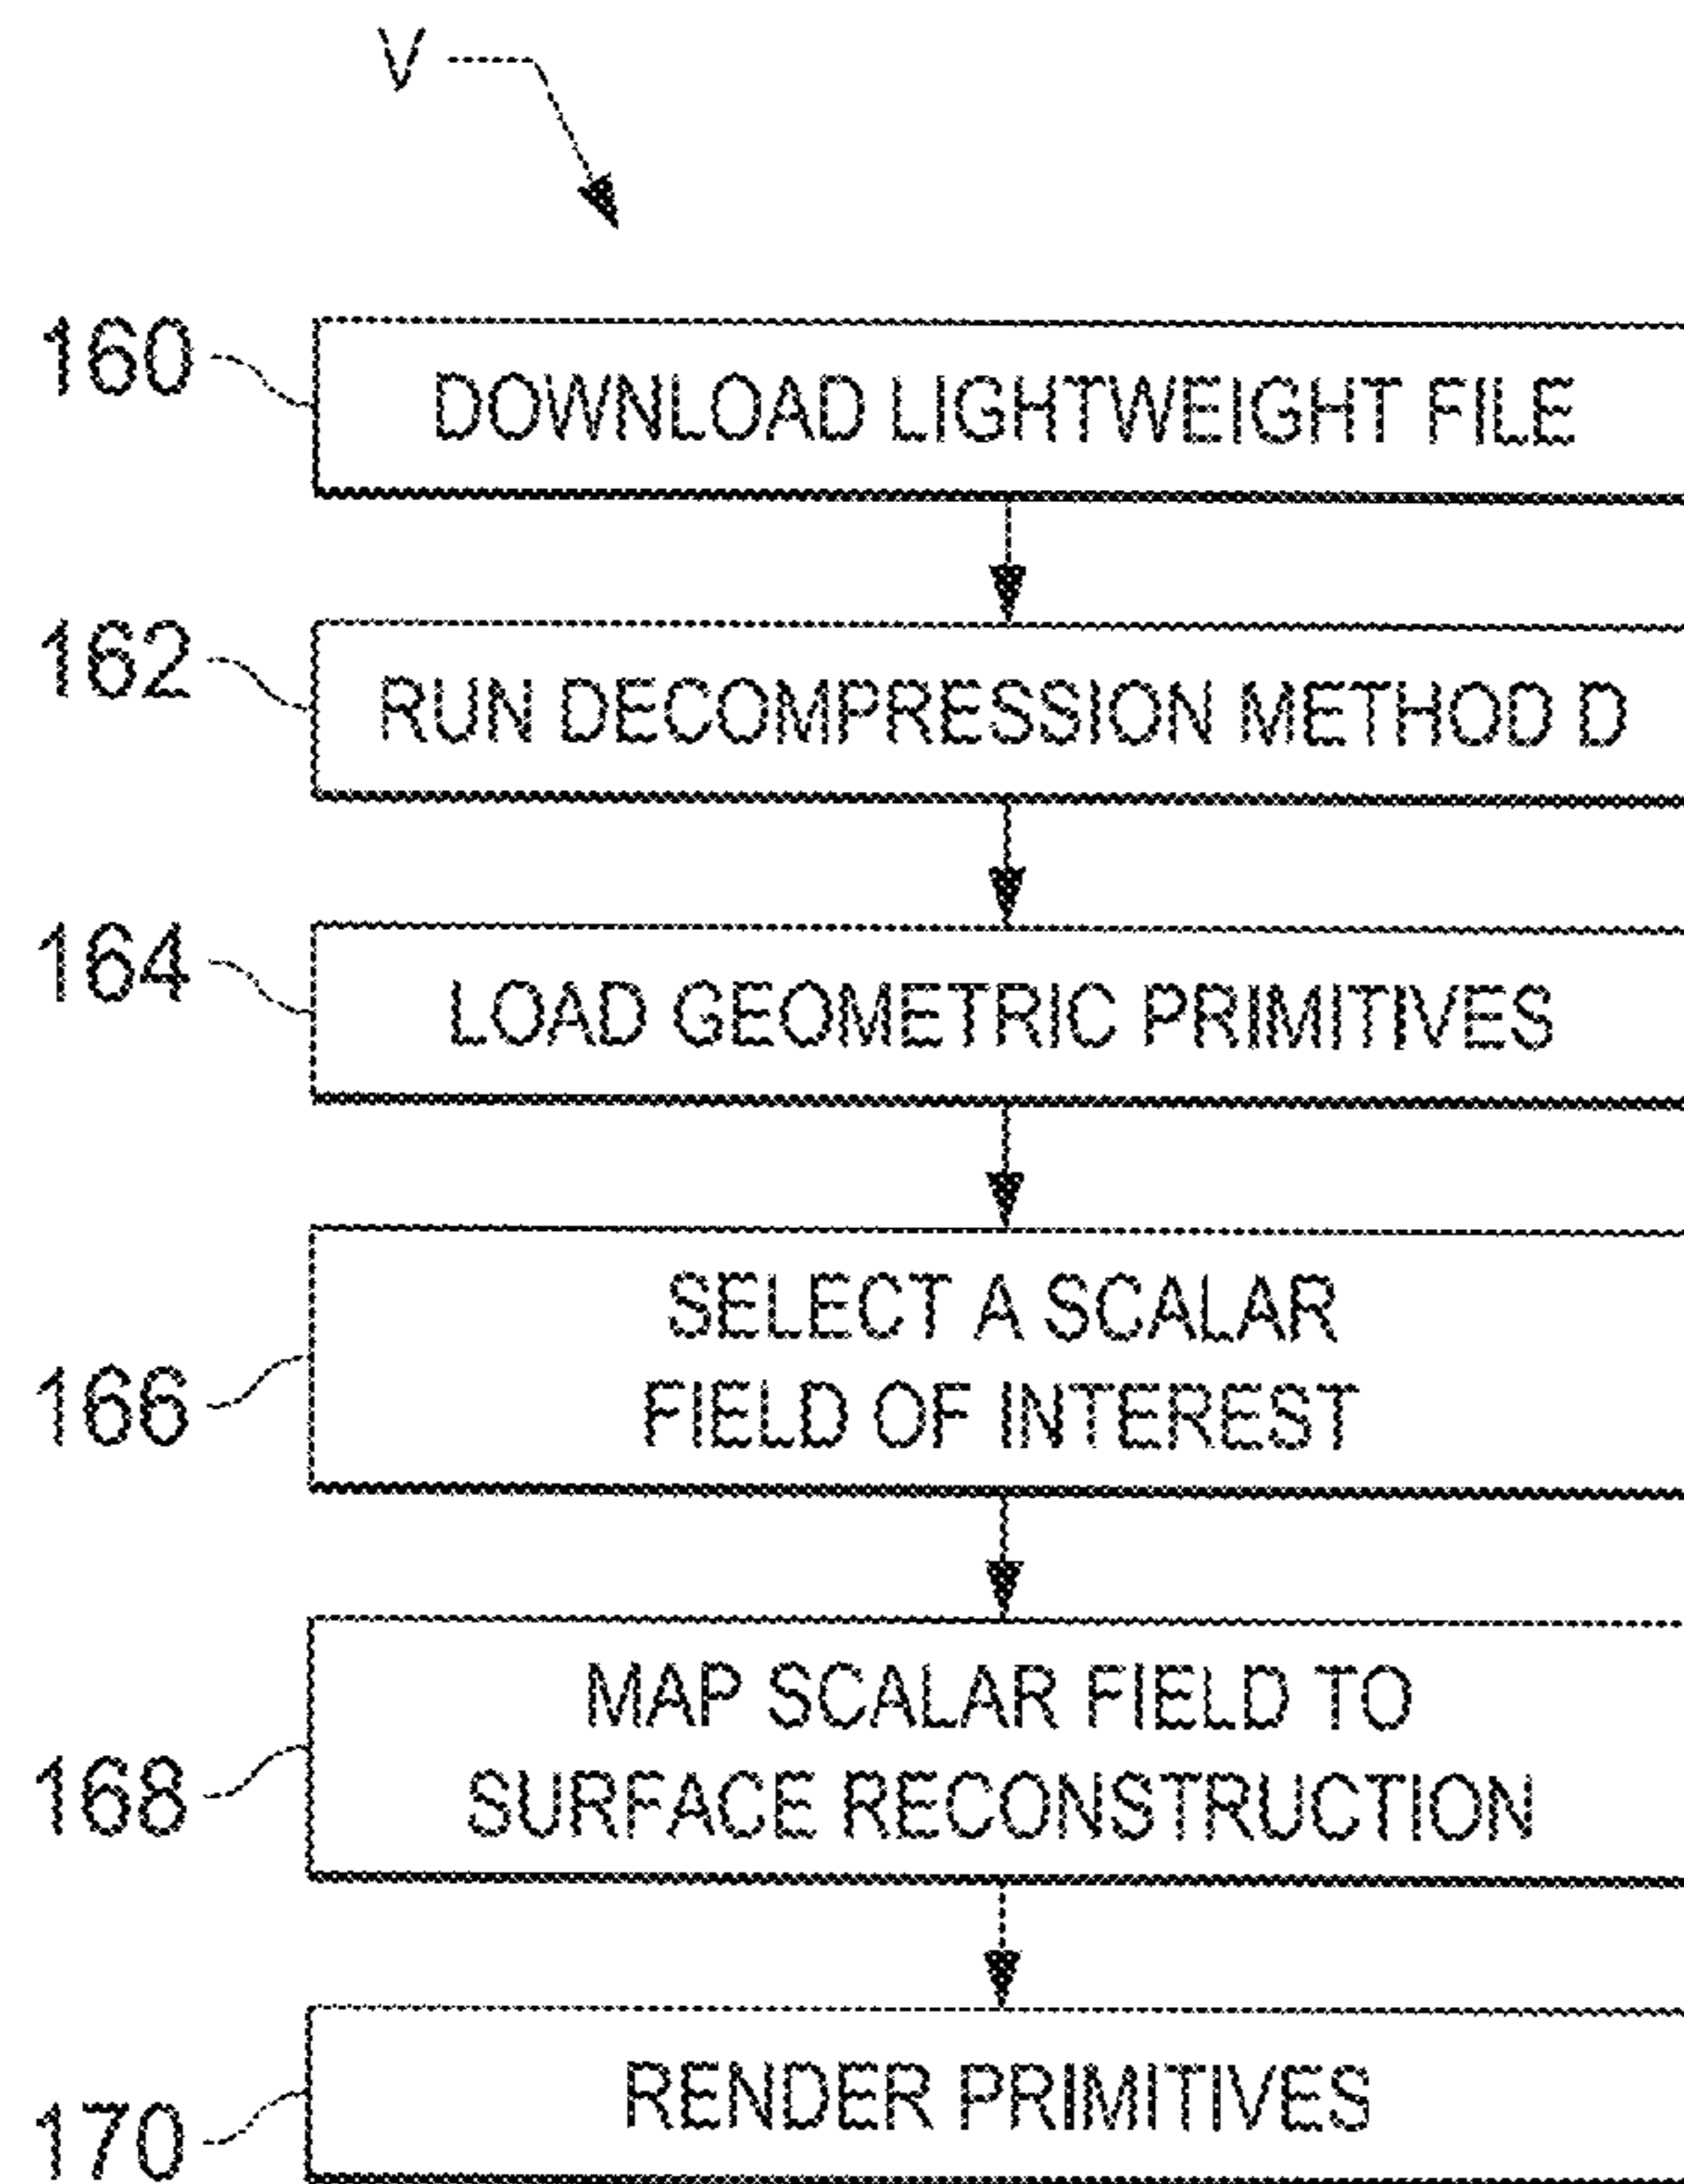 V
160
DOWNLOAD LIGHTWEIGHT FILE
162
RUN DECOMPRESSION METHOD D
164
LOAD GEOMETRIC PRIMITIVES
166
SELECT A SCALAR
FIELD OF INTEREST
168
MAP SCALAR FIELD TO
SURFACE RECONSTRUCTION
170
RENDER PRIMITIVES